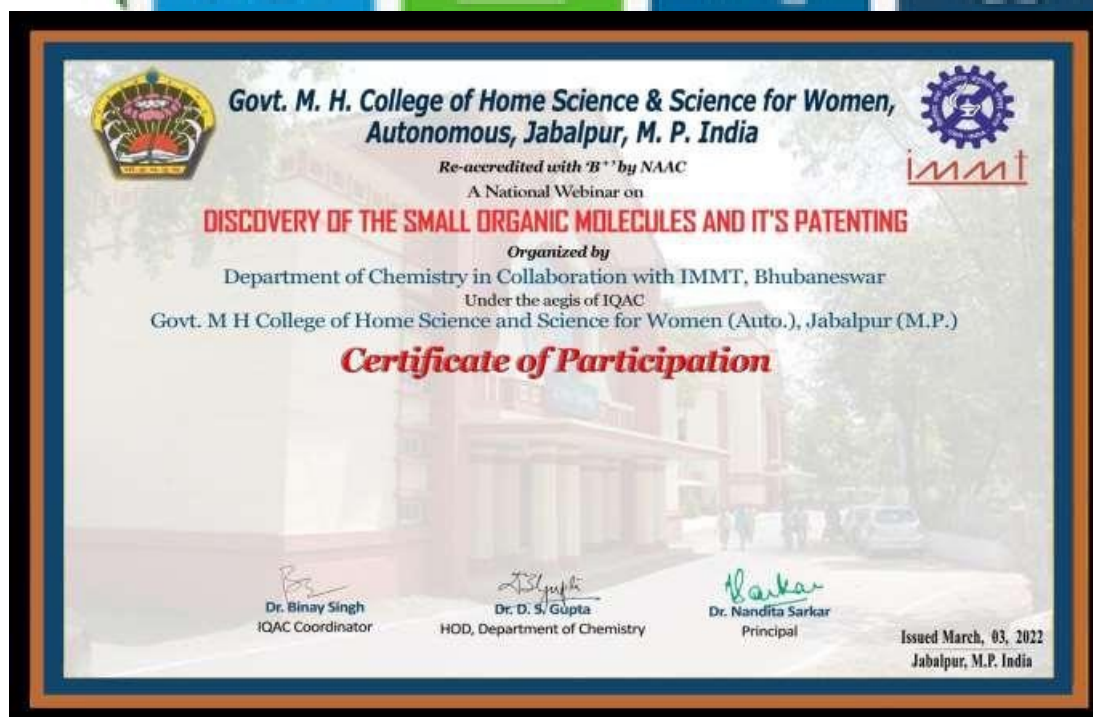 Govt. M. H. College of Home Science & Science for Women,
Autonomous, Jabalpur, M. P. India
Re-accredited with 'B⁺' by NAAC
A National Webinar on
DISCOVERY OF THE SMALL ORGANIC MOLECULES AND IT'S PATENTING
Organized by
Department of Chemistry in Collaboration with IMMT, Bhubaneswar
Under the aegis of IQAC
Govt. M H College of Home Science and Science for Women (Auto.), Jabalpur (M.P.)
Certificate of Participation
immt
Dr. Binay Singh
IQAC Coordinator
DSGupta
Dr. D. S. Gupta
HOD, Department of Chemistry
Sarkar
Dr. Nandita Sarkar
Principal
Issued March, 03, 2022
Jabalpur, M.P. India